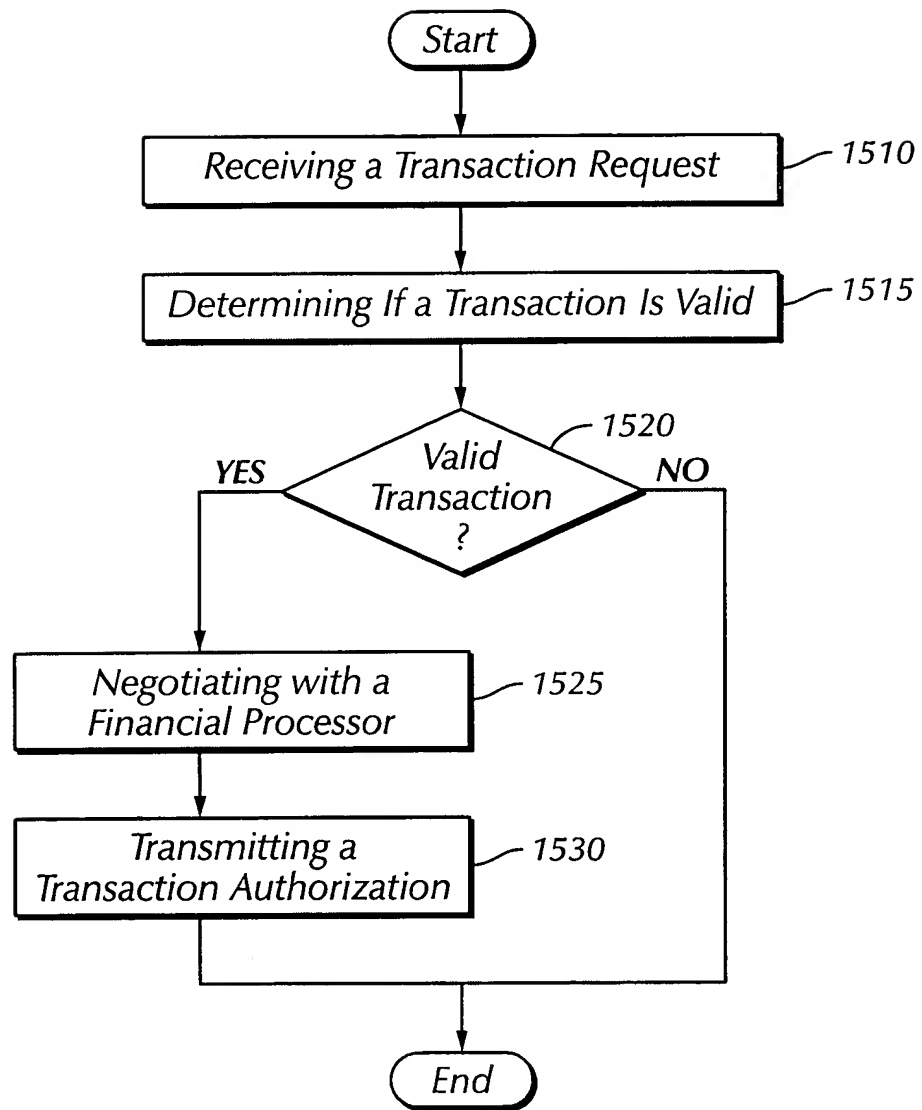 Start
Receiving a Transaction Request
1510
Determining If a Transaction Is Valid
1515
1520
Valid
Transaction
?
YES
NO
Negotiating with a
Financial Processor
1525
Transmitting a
Transaction Authorization
1530
End